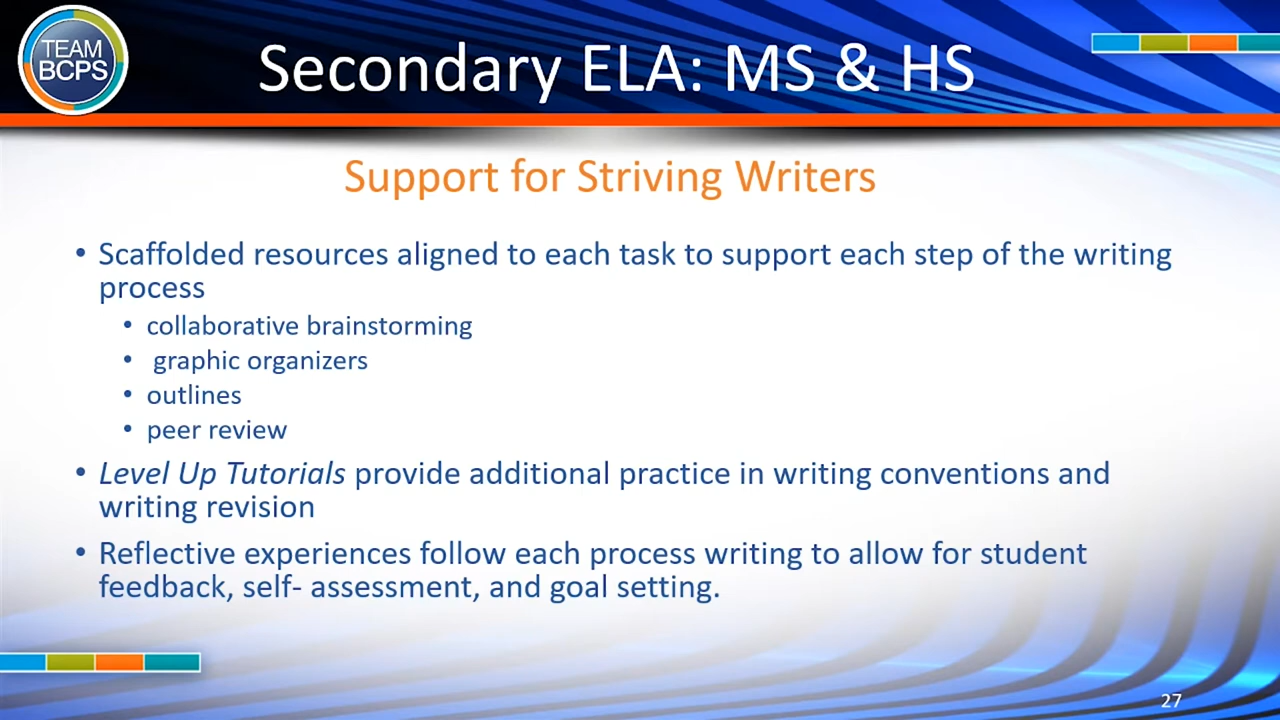 TEAM
BCPS
Secondary ELA: MS & HS
Support for Striving Writers
• Scaffolded resources aligned to each task to support each step of the writing
process
• collaborative brainstorming
• graphic organizers
• outlines
• peer review
• Level Up Tutorials provide additional practice in writing conventions and
writing revision
• Reflective experiences follow each process writing to allow for student
feedback, self- assessment, and goal setting.
27